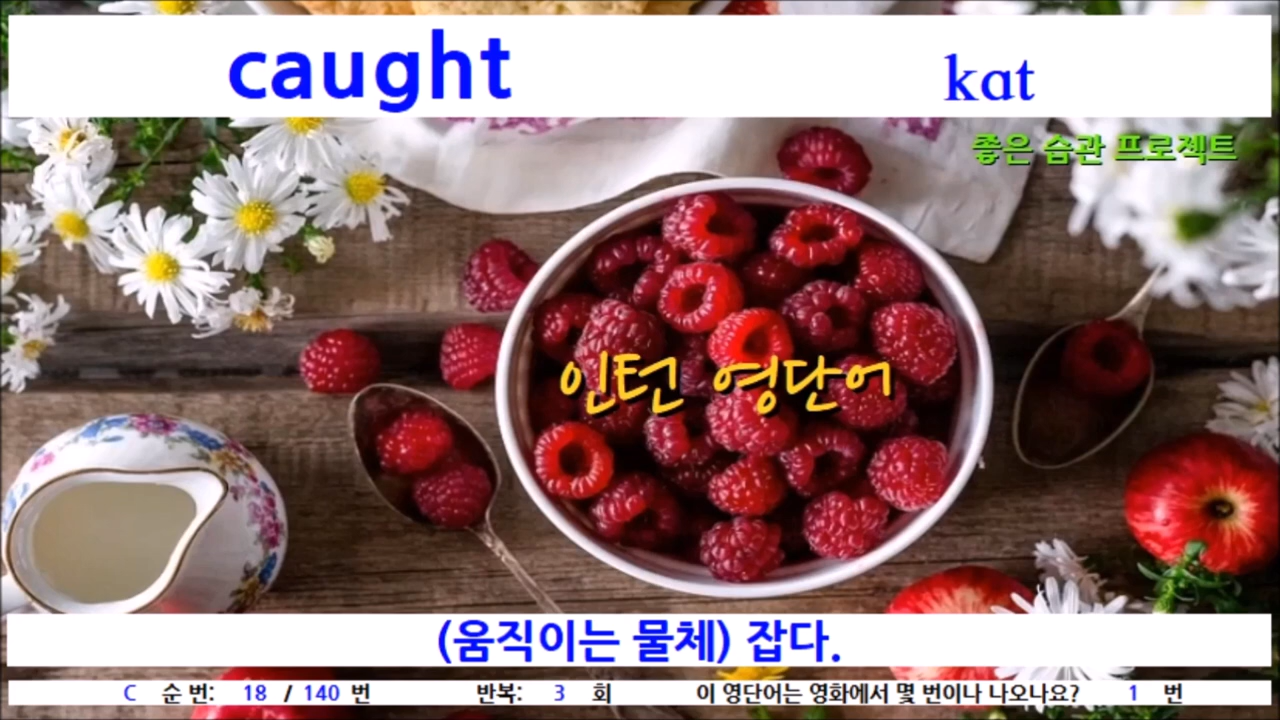 caught kɑt
좋은 습관 프로젝트
인턴 영단어
(움직이는 물체) 잡다.
C 순 번: 18 / 140 번 반복: 3 회 이 영단어는 영화에서 몇 번이나 나오나요? 1 번